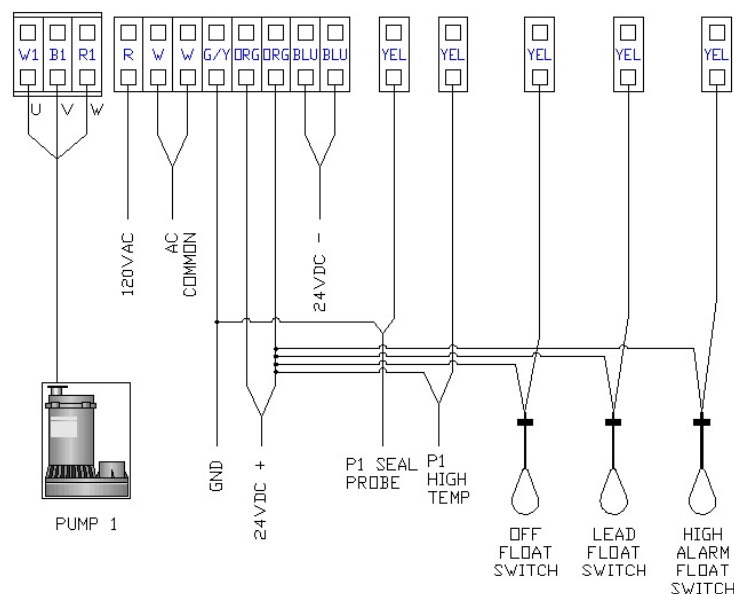 W1 B1 R1 R W W G/Y ORG ORG BLU BLU YEL YEL YEL YEL YEL
U V W
120VAC
AC
COMMON
24VDC -
GND
24VDC +
P1 SEAL
PROBE
P1
HIGH
TEMP
PUMP 1
OFF
FLOAT
SWITCH
LEAD
FLOAT
SWITCH
HIGH
ALARM
FLOAT
SWITCH